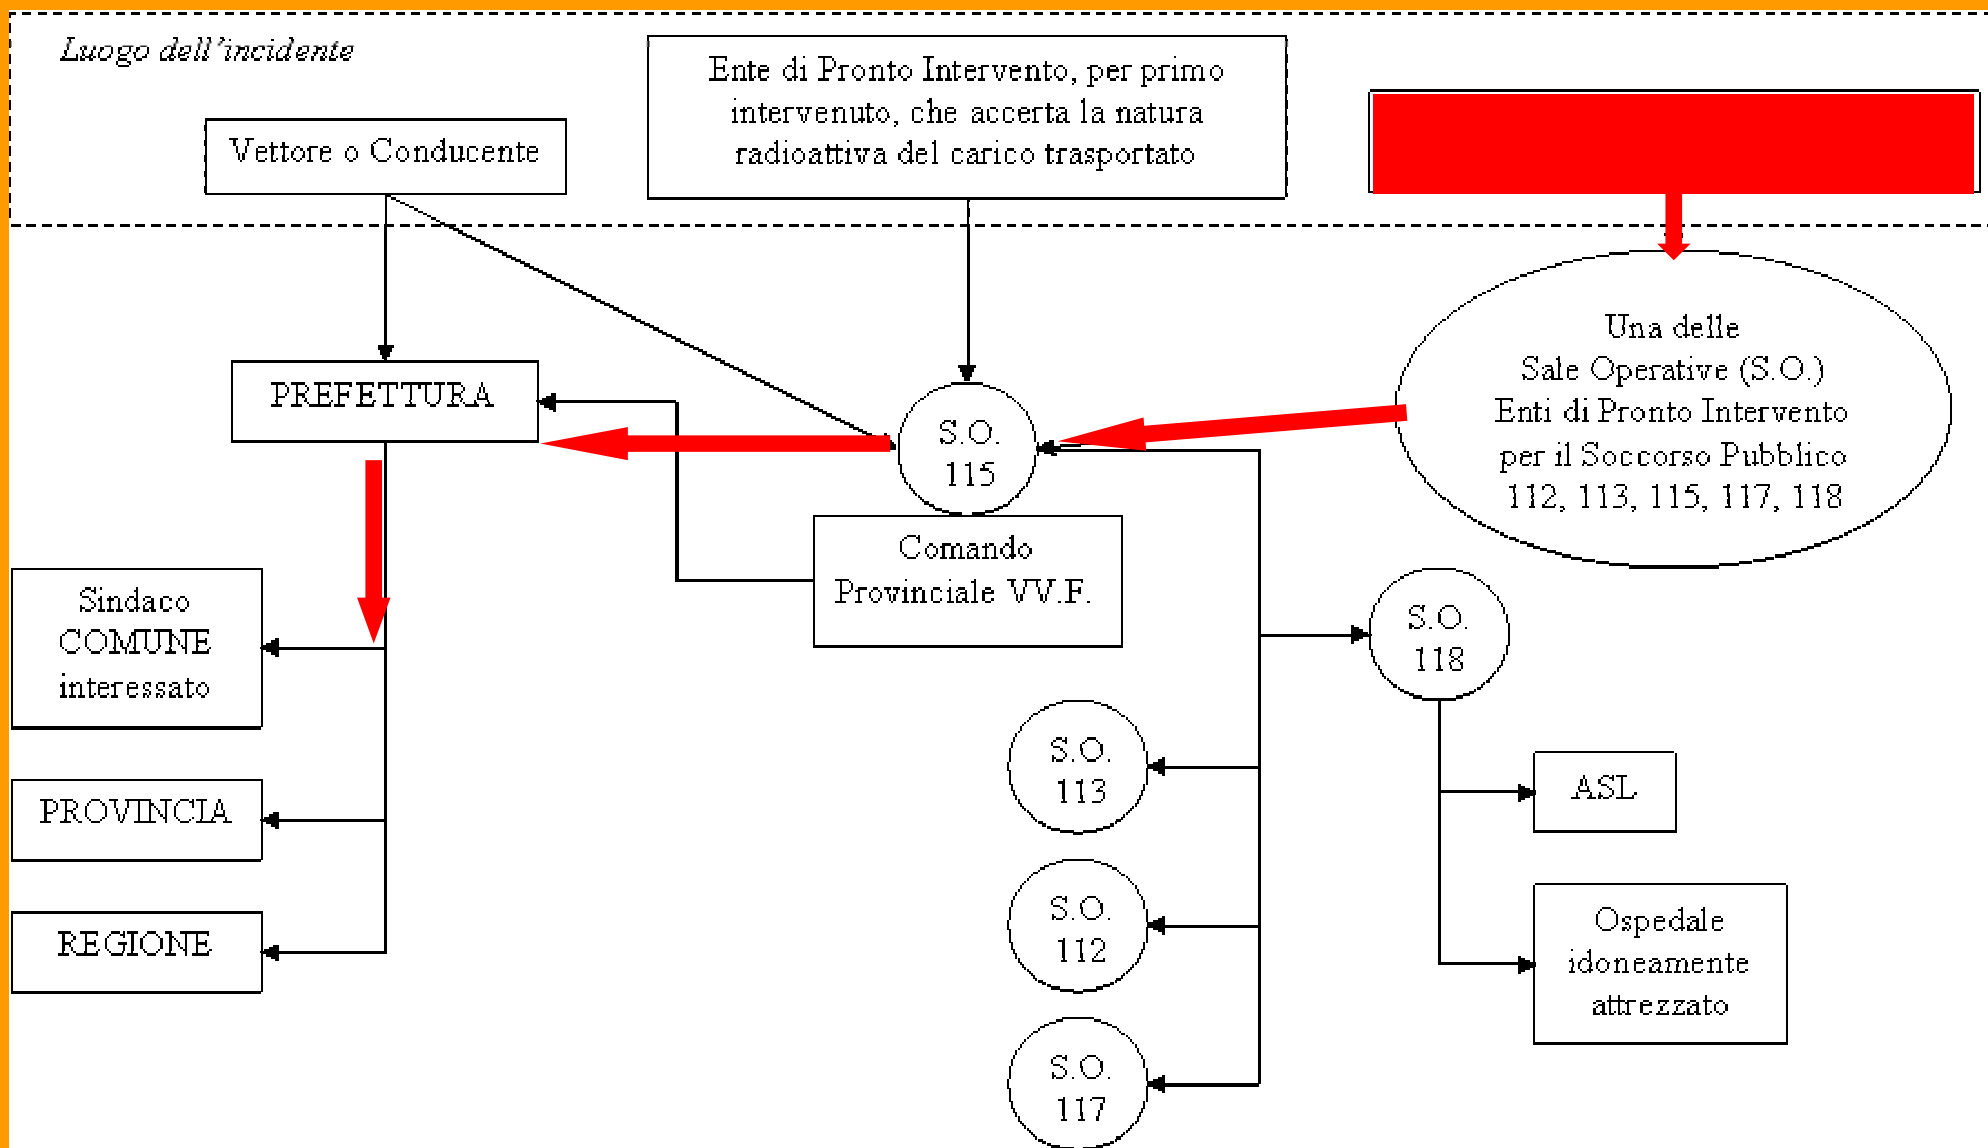 Luogo dell'incidente
Ente di Pronto Intervento, per primo
intervenuto, che accerta la natura
radioattiva del carico trasportato
Vettore o Conducente
Una delle
Sale Operative (S.O.)
Enti di Pronto Intervento
per il Soccorso Pubblico
112, 113, 115, 117, 118
PREFETTURA
S.O.
115
Comando
Provinciale VV.F.
Sindaco
COMUNE
interessato
S.O.
118
S.O.
113
PROVINCIA
ASL
S.O.
112
REGIONE
Ospedale
idoneamente
attrezzato
S.O.
117